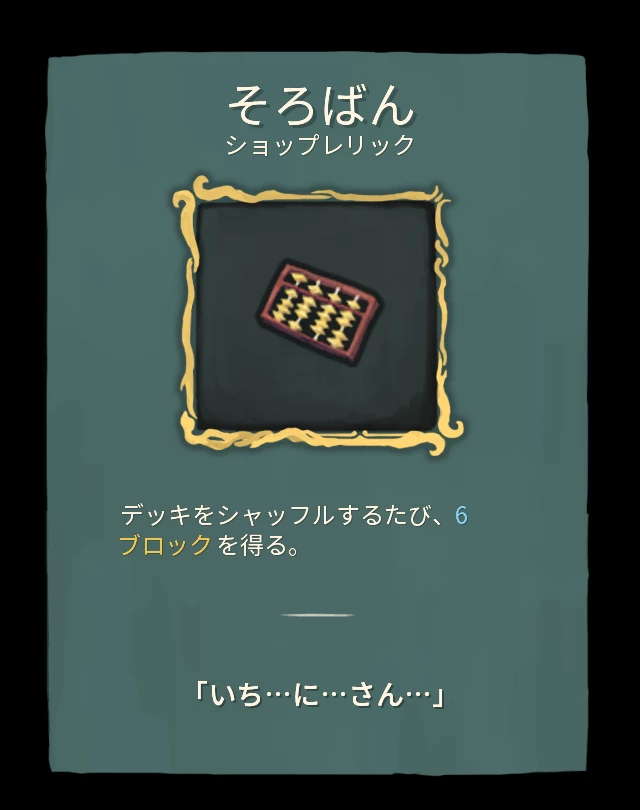 そろばん
ショップレリック
デッキをシャッフルするたび、6
ブロックを得る。
「いち…に…さん…」